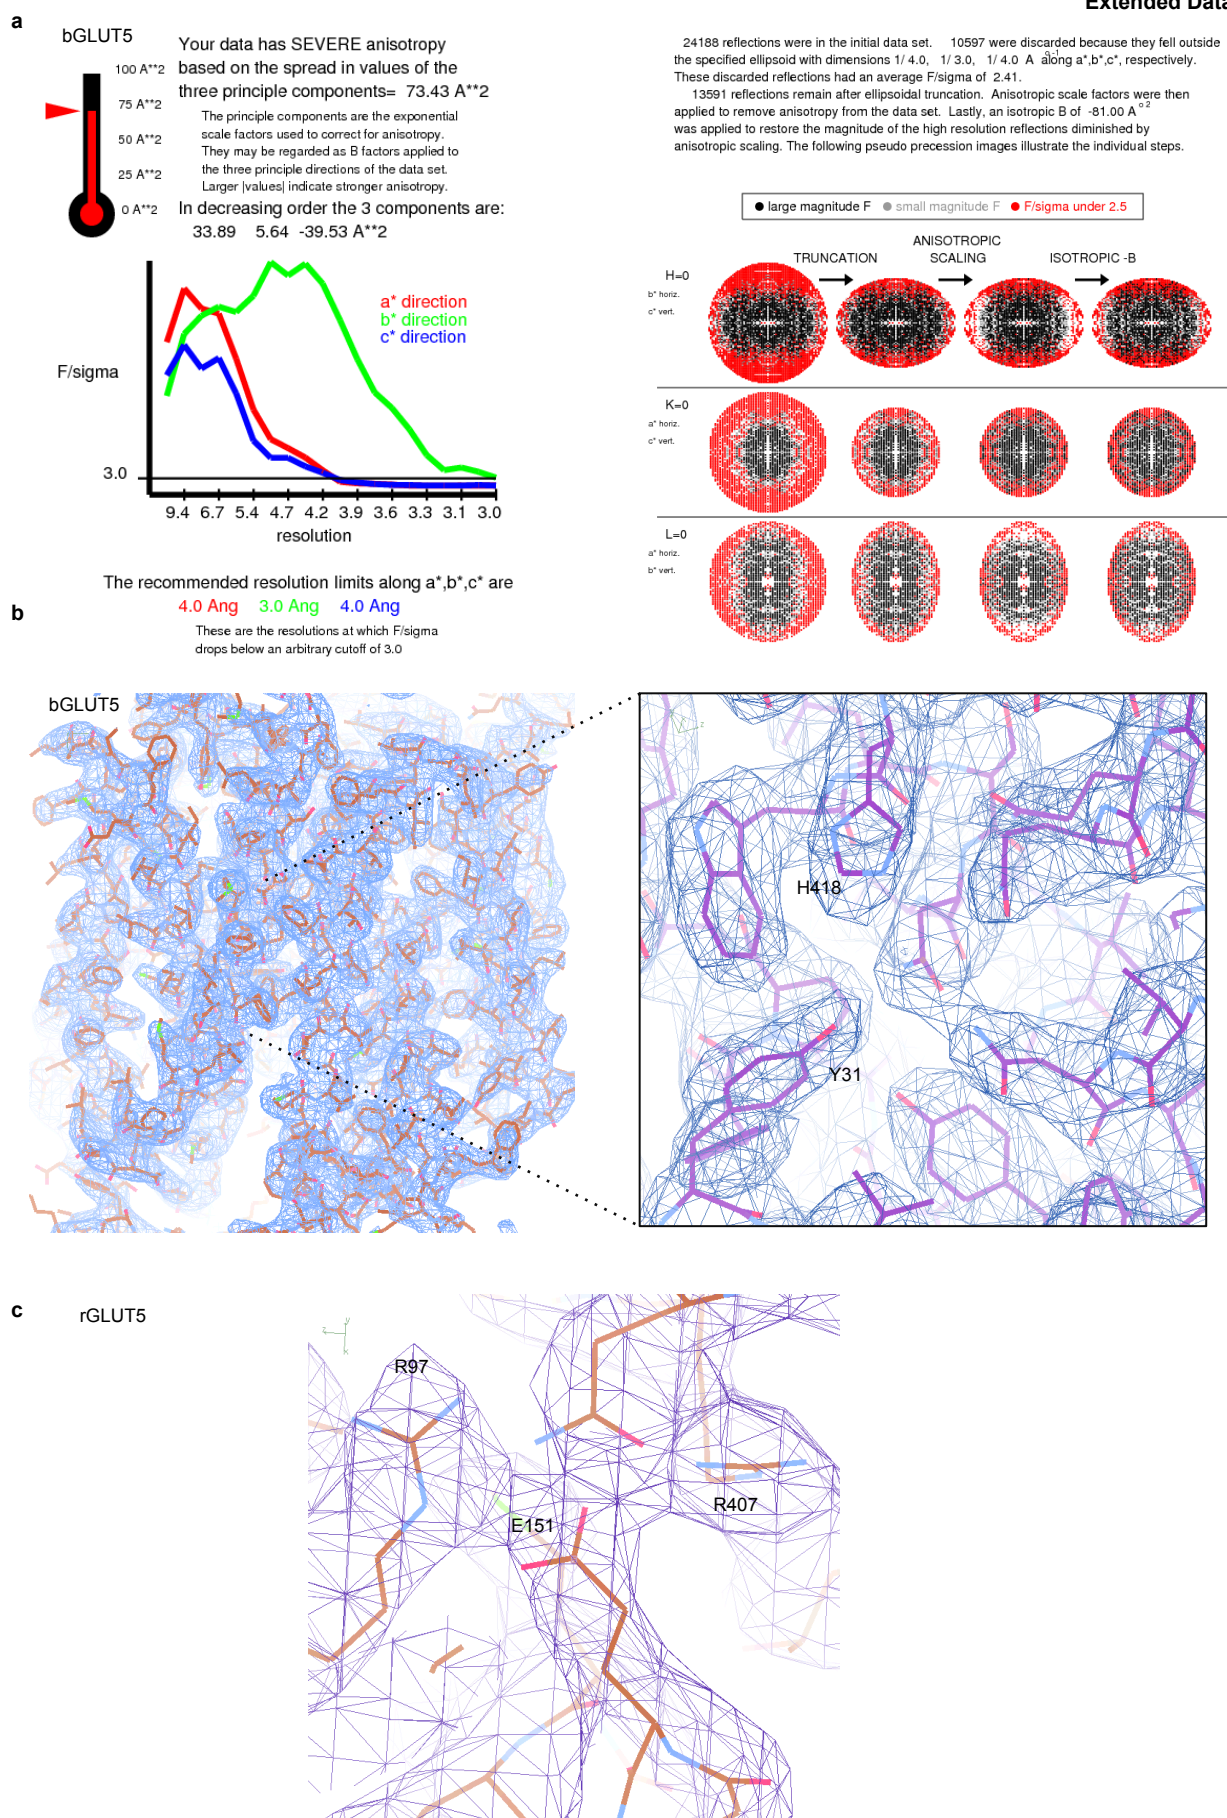 Extended Data
a
bGLUT5
100 A**2
75 A**2
50 A**2
25 A**2
0 A**2
Your data has SEVERE anisotropy
based on the spread in values of the
three principle components= 73.43 A**2
The principle components are the exponential
scale factors used to correct for anisotropy.
They may be regarded as B factors applied to
the three principle directions of the data set.
Larger |values| indicate stronger anisotropy.
In decreasing order the 3 components are:
33.89 5.64 -39.53 A**2
a* direction
b* direction
c* direction
F/sigma
3.0
9.4 6.7 5.4 4.7 4.2 3.9 3.6 3.3 3.1 3.0
resolution
The recommended resolution limits along a*,b*,c* are
4.0 Ang 3.0 Ang 4.0 Ang
These are the resolutions at which F/sigma
drops below an arbitrary cutoff of 3.0
24188 reflections were in the initial data set. 10597 were discarded because they fell outside
the specified ellipsoid with dimensions 1/ 4.0, 1/ 3.0, 1/ 4.0 A o-1 along a*,b*,c*, respectively.
These discarded reflections had an average F/sigma of 2.41.
13591 reflections remain after ellipsoidal truncation. Anisotropic scale factors were then
applied to remove anisotropy from the data set. Lastly, an isotropic B of -81.00 A o 2
was applied to restore the magnitude of the high resolution reflections diminished by
anisotropic scaling. The following pseudo precession images illustrate the individual steps.
large magnitude F small magnitude F F/sigma under 2.5
TRUNCATION
ANISOTROPIC
SCALING
ISOTROPIC -B
H=0
b* horiz.
c* vert.
K=0
a* horiz.
c* vert.
L=0
a* horiz.
b* vert.
b
bGLUT5
z
H418
Y31
c
rGLUT5
z
y
x
R97
E151
R407